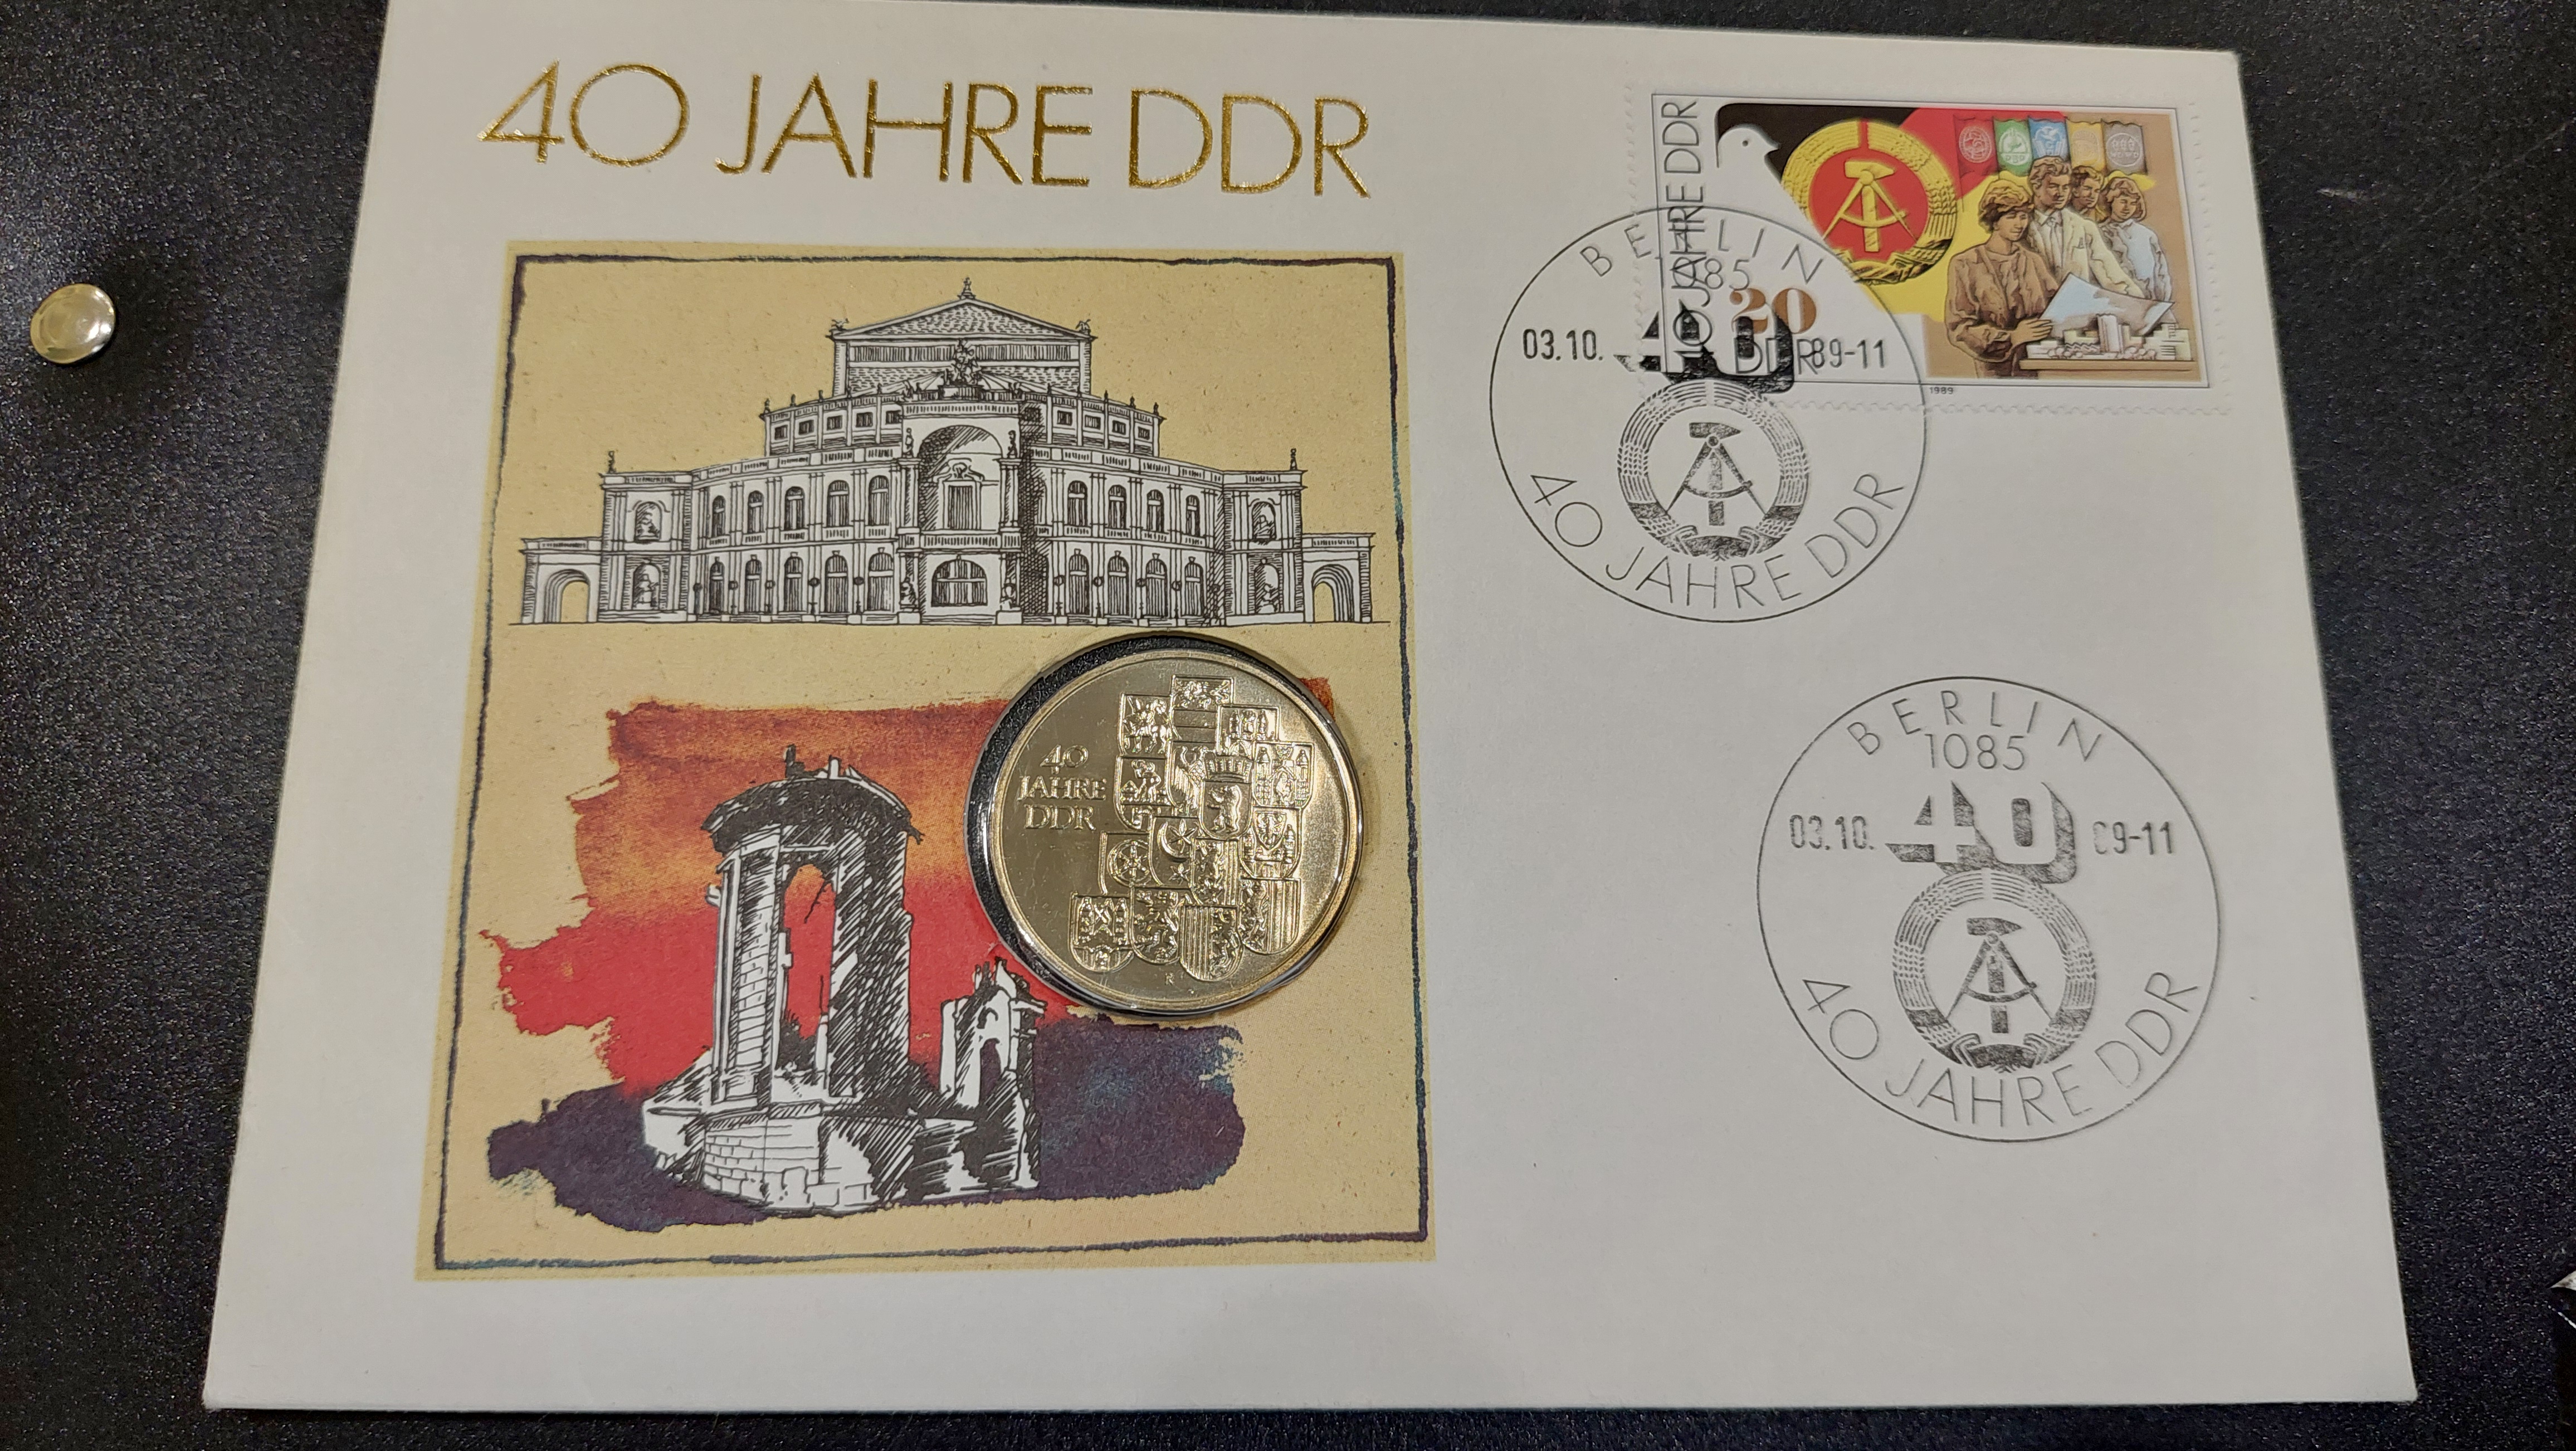 40 JAHRE DDR
40 JAHRE DDR
20
DDR
1989
BERLIN
1085
03.10. 40 89-11
40 JAHRE DDR
40
JAHRE
DDR
R
BERLIN
1085
03.10. 40 89-11
40 JAHRE DDR